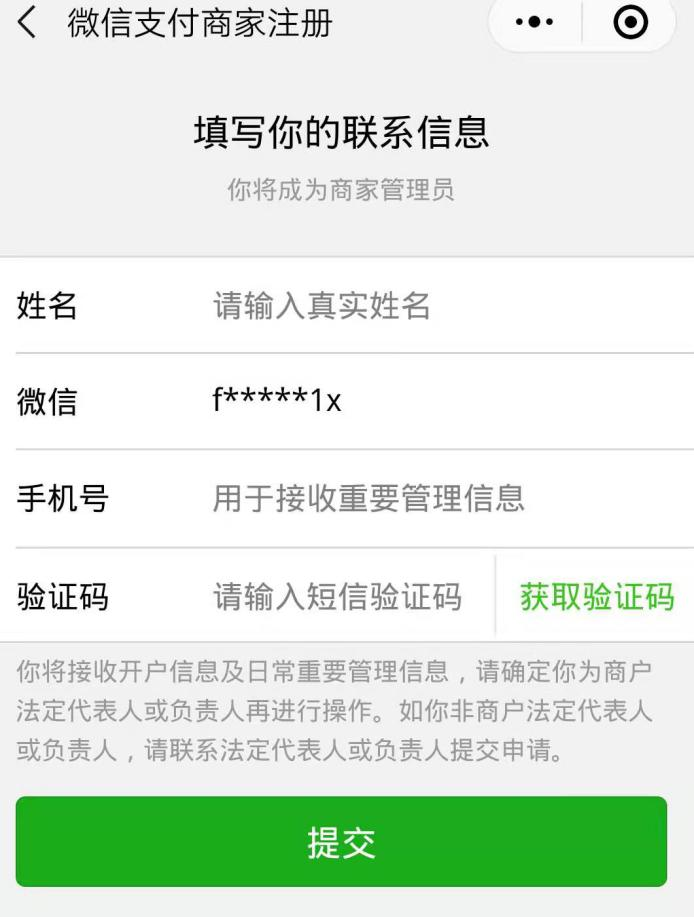 微信支付商家注册
填写你的联系信息
你将成为商家管理员
姓名 请输入真实姓名
微信 f*****1x
手机号 用于接收重要管理信息
验证码 请输入短信验证码 获取验证码
你将接收开户信息及日常重要管理信息，请确定你为商户
法定代表人或负责人再进行操作。如你非商户法定代表人
或负责人，请联系法定代表人或负责人提交申请。
提交